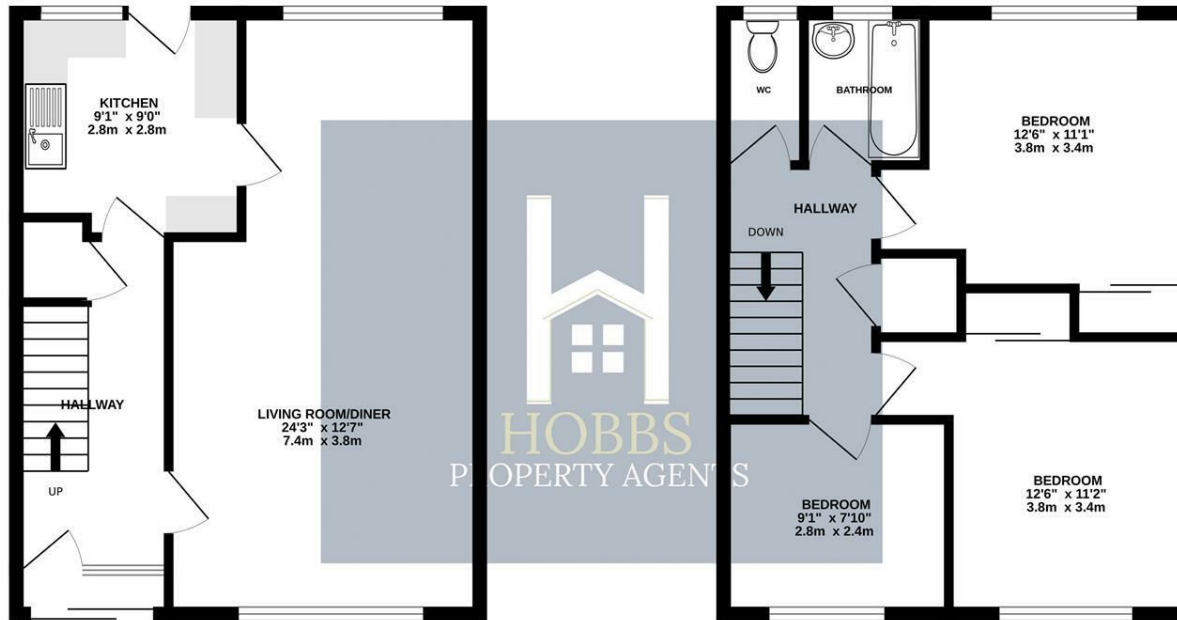 KITCHEN
9'1" x 9'0"
2.8m x 2.8m
HALLWAY
UP
LIVING ROOM/DINER
24'3" x 12'7"
7.4m x 3.8m
HOBBS
PROPERTY AGENTS
WC
BATHROOM
BEDROOM
12'6" x 11'1"
3.8m x 3.4m
HALLWAY
DOWN
BEDROOM
9'1" x 7'10"
2.8m x 2.4m
BEDROOM
12'6" x 11'2"
3.8m x 3.4m